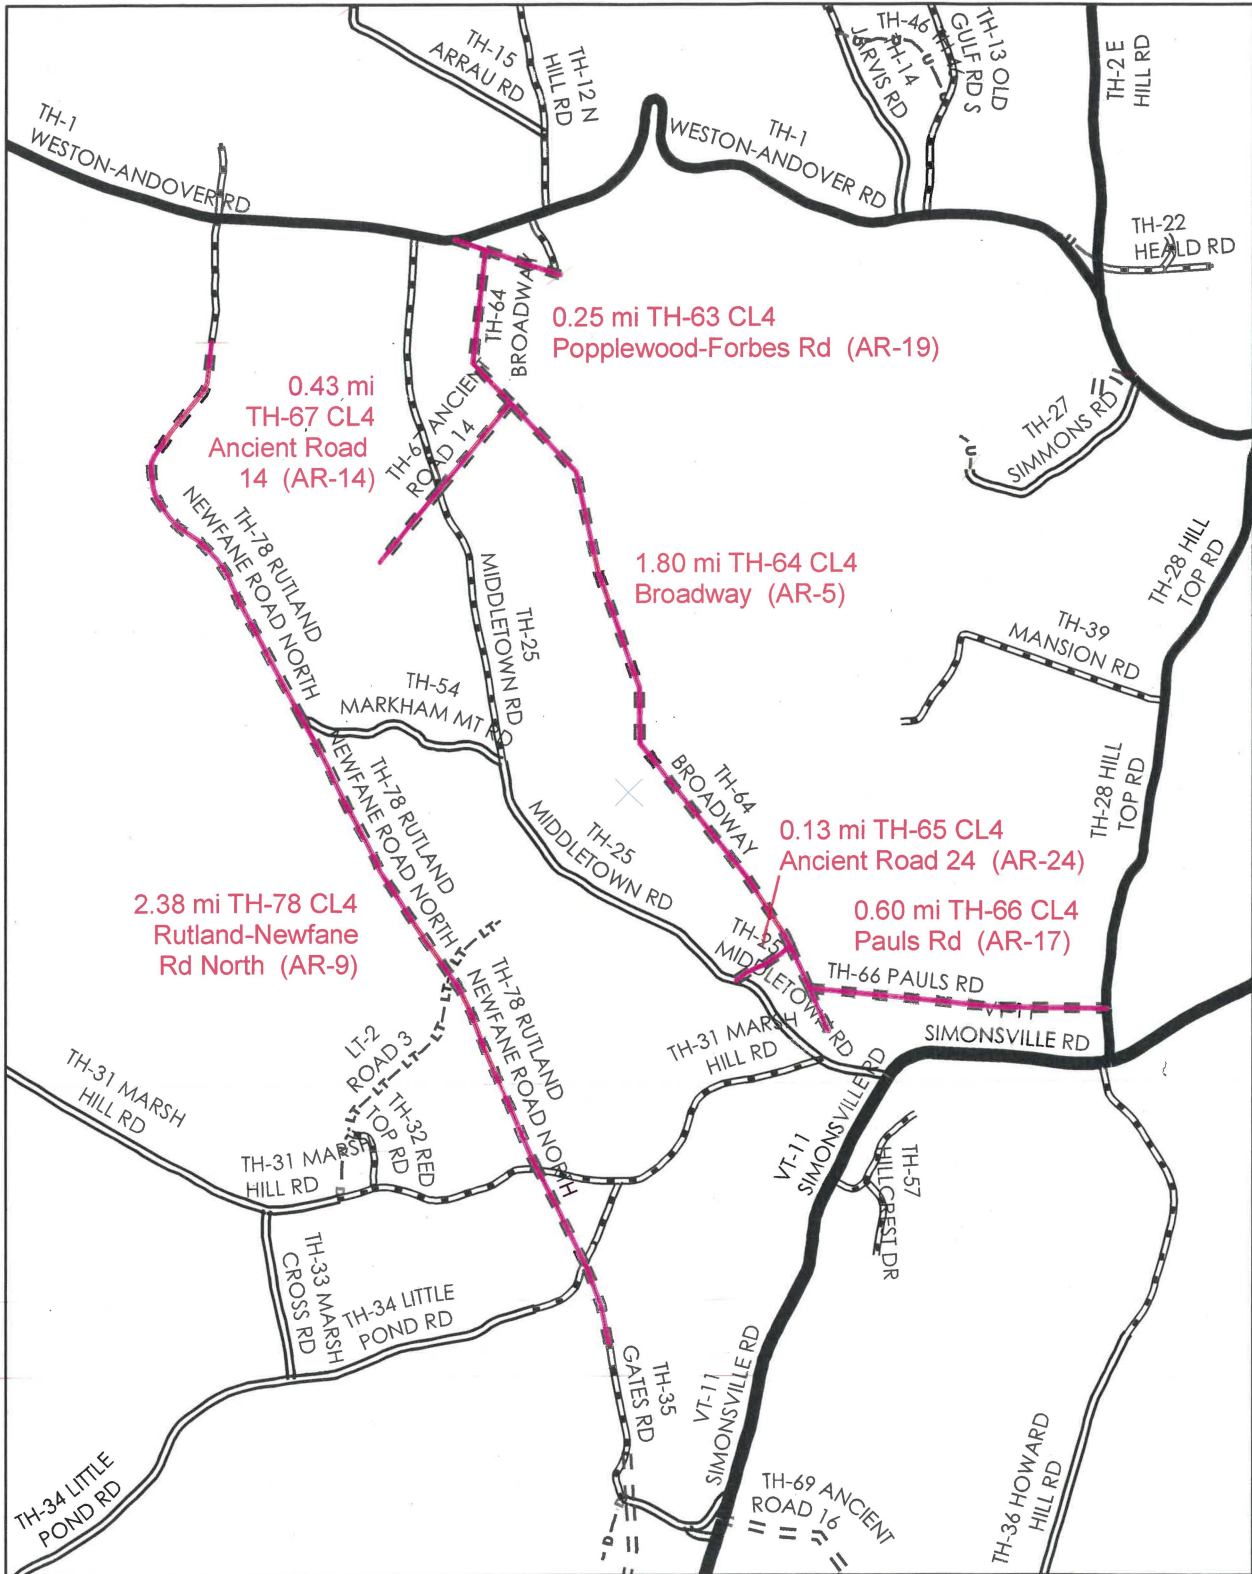 TH-15
ARRAU RD
TH-12 N
HILL RD
TH-46
TH-14
JARVIS RD
TH-13 OLD
GULF RD S
TH-2 E
HILL RD
TH-1
WESTON-ANDOVER RD
TH-1
WESTON-ANDOVER RD
TH-22
HEALD RD
TH-64
BROADWAY
0.25 mi TH-63 CL4
Popplewood-Forbes Rd (AR-19)
0.43 mi
TH-67 CL4
Ancient Road
14 (AR-14)
TH-67 ANCIENT
ROAD 14
TH-27
SIMMONS RD
TH-78 RUTLAND
NEWFANE ROAD NORTH
TH-25
MIDDLETOWN RD
1.80 mi TH-64 CL4
Broadway (AR-5)
TH-28 HILL
TOP RD
TH-39
MANSION RD
TH-54
MARKHAM MT RD
TH-78 RUTLAND
NEWFANE ROAD NORTH
TH-64
BROADWAY
TH-28 HILL
TOP RD
TH-25
MIDDLETOWN RD
0.13 mi TH-65 CL4
Ancient Road 24 (AR-24)
2.38 mi TH-78 CL4
Rutland-Newfane
Rd North (AR-9)
0.60 mi TH-66 CL4
Pauls Rd (AR-17)
TH-25
MIDDLETOWN RD
TH-66 PAULS RD
VT-11
SIMONSVILLE RD
LT LT LT LT LT LT
LT-2
ROAD 3
TH-78 RUTLAND
NEWFANE ROAD NORTH
TH-31 MARSH
HILL RD
TH-31 MARSH
HILL RD
TH-32 RED
TOP RD
TH-31 MARSH
HILL RD
VT-11
SIMONSVILLE RD
TH-57
HILLCREST DR
TH-33 MARSH
CROSS RD
TH-34 LITTLE
POND RD
TH-35
GATES RD
VT-11
SIMONSVILLE RD
TH-34 LITTLE
POND RD
TH-69 ANCIENT
ROAD 16
TH-36 HOWARD
HILL RD
D